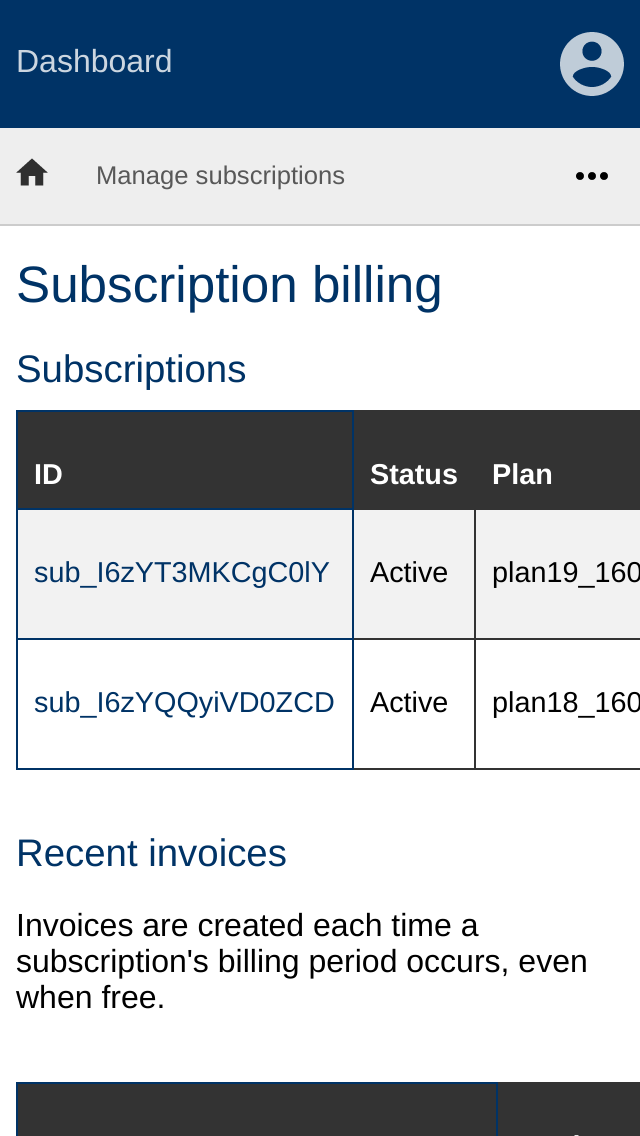 Dashboard
Manage subscriptions
Subscription billing
Subscriptions
ID Status Plan
sub_I6zYT3MKCgC0lY Active plan19_160
sub_I6zYQQyiVD0ZCD Active plan18_160
Recent invoices
Invoices are created each time a
subscription's billing period occurs, even
when free.